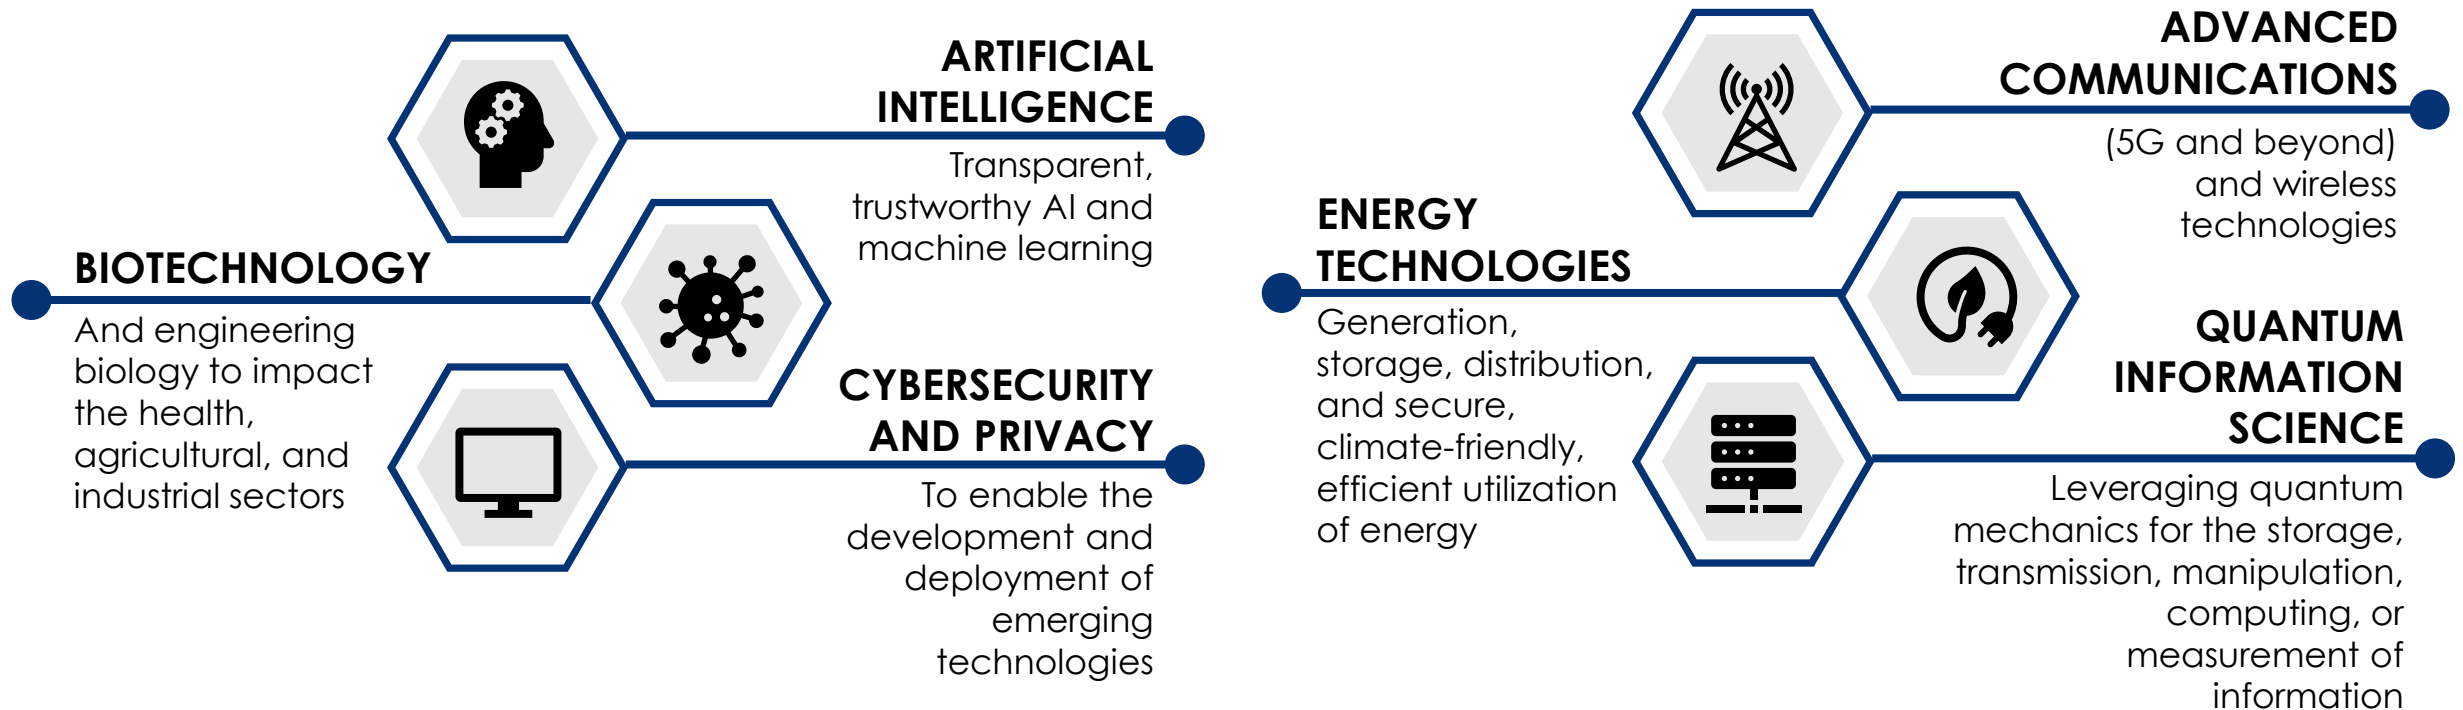 ARTIFICIAL
INTELLIGENCE
Transparent,
trustworthy AI and
machine learning
BIOTECHNOLOGY
And engineering
biology to impact
the health,
agricultural, and
industrial sectors
CYBERSECURITY
AND PRIVACY
To enable the
development and
deployment of
emerging
technologies
ADVANCED
COMMUNICATIONS
(5G and beyond)
and wireless
technologies
ENERGY
TECHNOLOGIES
Generation,
storage, distribution,
and secure,
climate-friendly,
efficient utilization
of energy
QUANTUM
INFORMATION
SCIENCE
Leveraging quantum
mechanics for the storage,
transmission, manipulation,
computing, or
measurement of
information